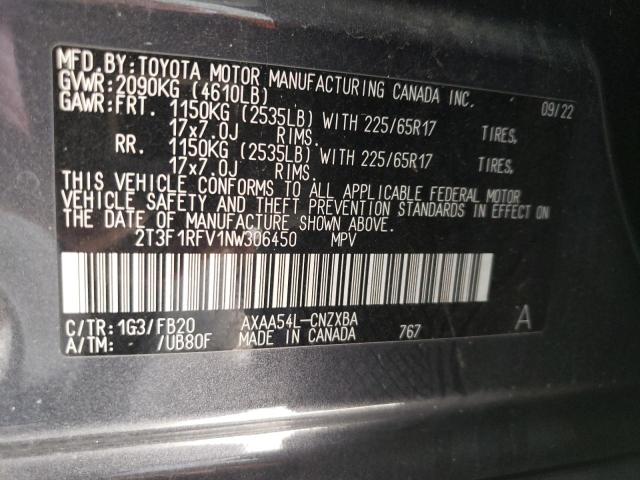 MFD. BY: TOYOTA MOTOR MANUFACTURING CANADA INC. 09/22
GVWR: 2090KG (4610LB)
GAWR: FRT. 1150KG (2535LB) WITH 225/65R17 TIRES,
17x7.0J RIMS.
RR. 1150KG (2535LB) WITH 225/65R17 TIRES,
17x7.0J RIMS.
THIS VEHICLE CONFORMS TO ALL APPLICABLE FEDERAL MOTOR
VEHICLE SAFETY AND THEFT PREVENTION STANDARDS IN EFFECT ON
THE DATE OF MANUFACTURE SHOWN ABOVE.
2T3F1RFV1NW306450 MPV
C/TR: 1G3/FB20 AXAA54L-CNZXBA A
A/TM: /UB80F MADE IN CANADA 767